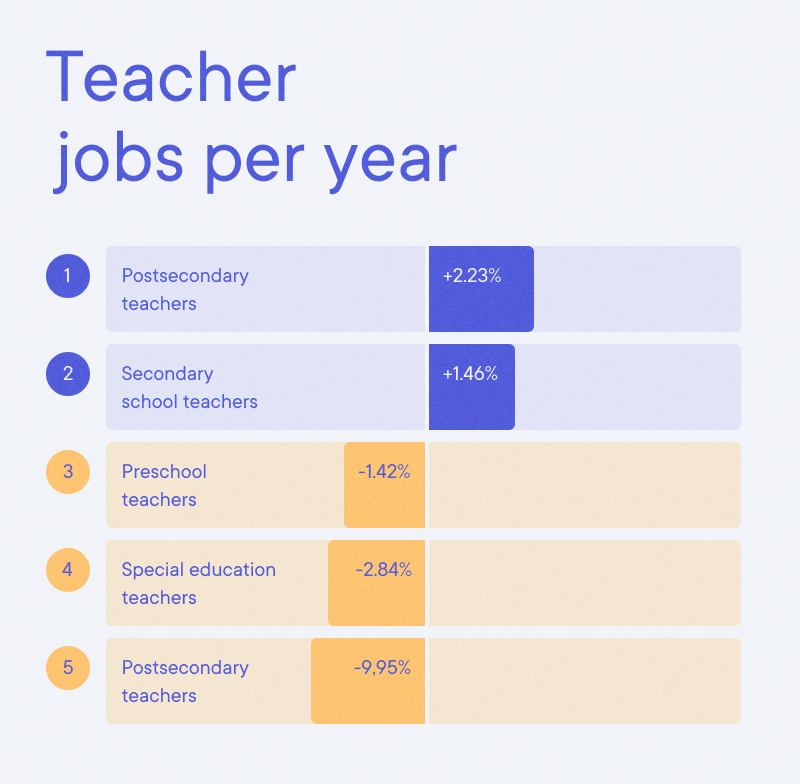 Teacher
jobs per year
1
Postsecondary
teachers
+2.23%
2
Secondary
school teachers
+1.46%
3
Preschool
teachers
-1.42%
4
Special education
teachers
-2.84%
5
Postsecondary
teachers
-9,95%